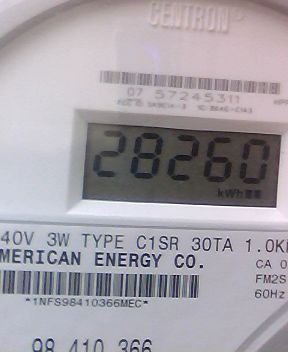 CENTRON
07 57245311
28260
kWh
40V 3W TYPE C1SR 30TA 1.0K
MERICAN ENERGY CO.
CA 0
FM2S
60Hz
*1NFS98410366MEC*
98 410 366